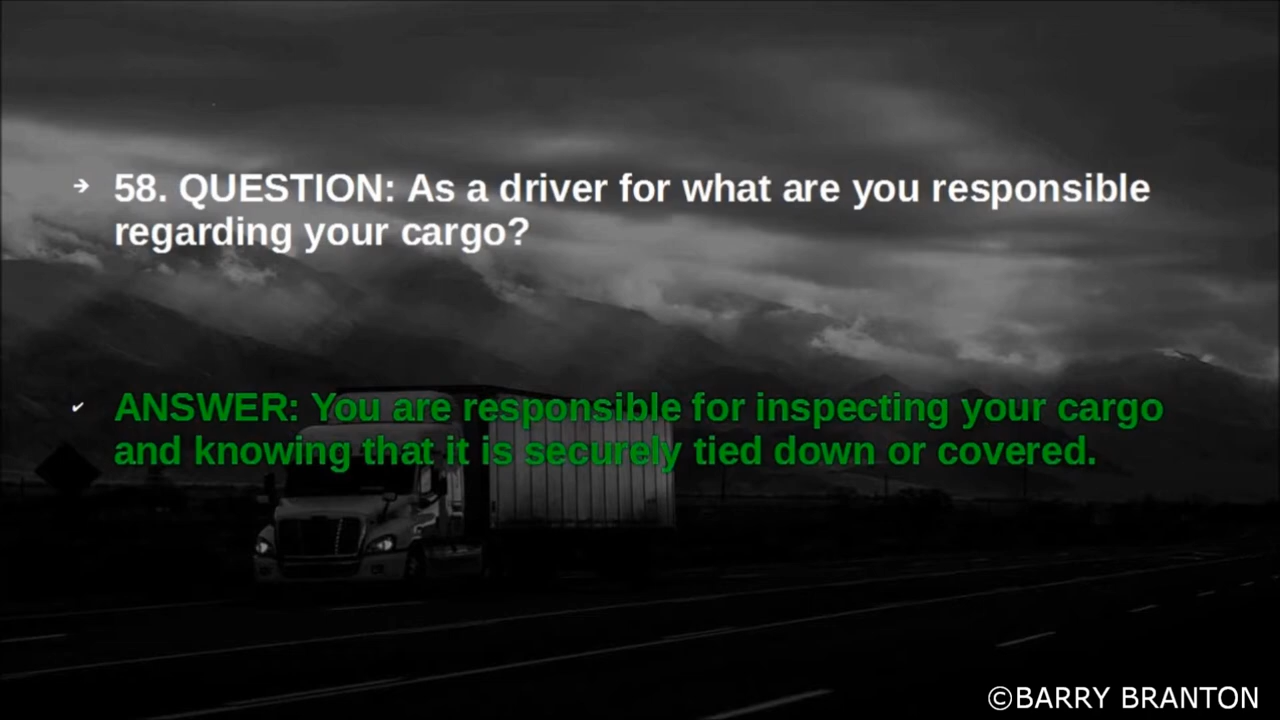 58. QUESTION: As a driver for what are you responsible
regarding your cargo?
ANSWER: You are responsible for inspecting your cargo
and knowing that it is securely tied down or covered.
©BARRY BRANTON